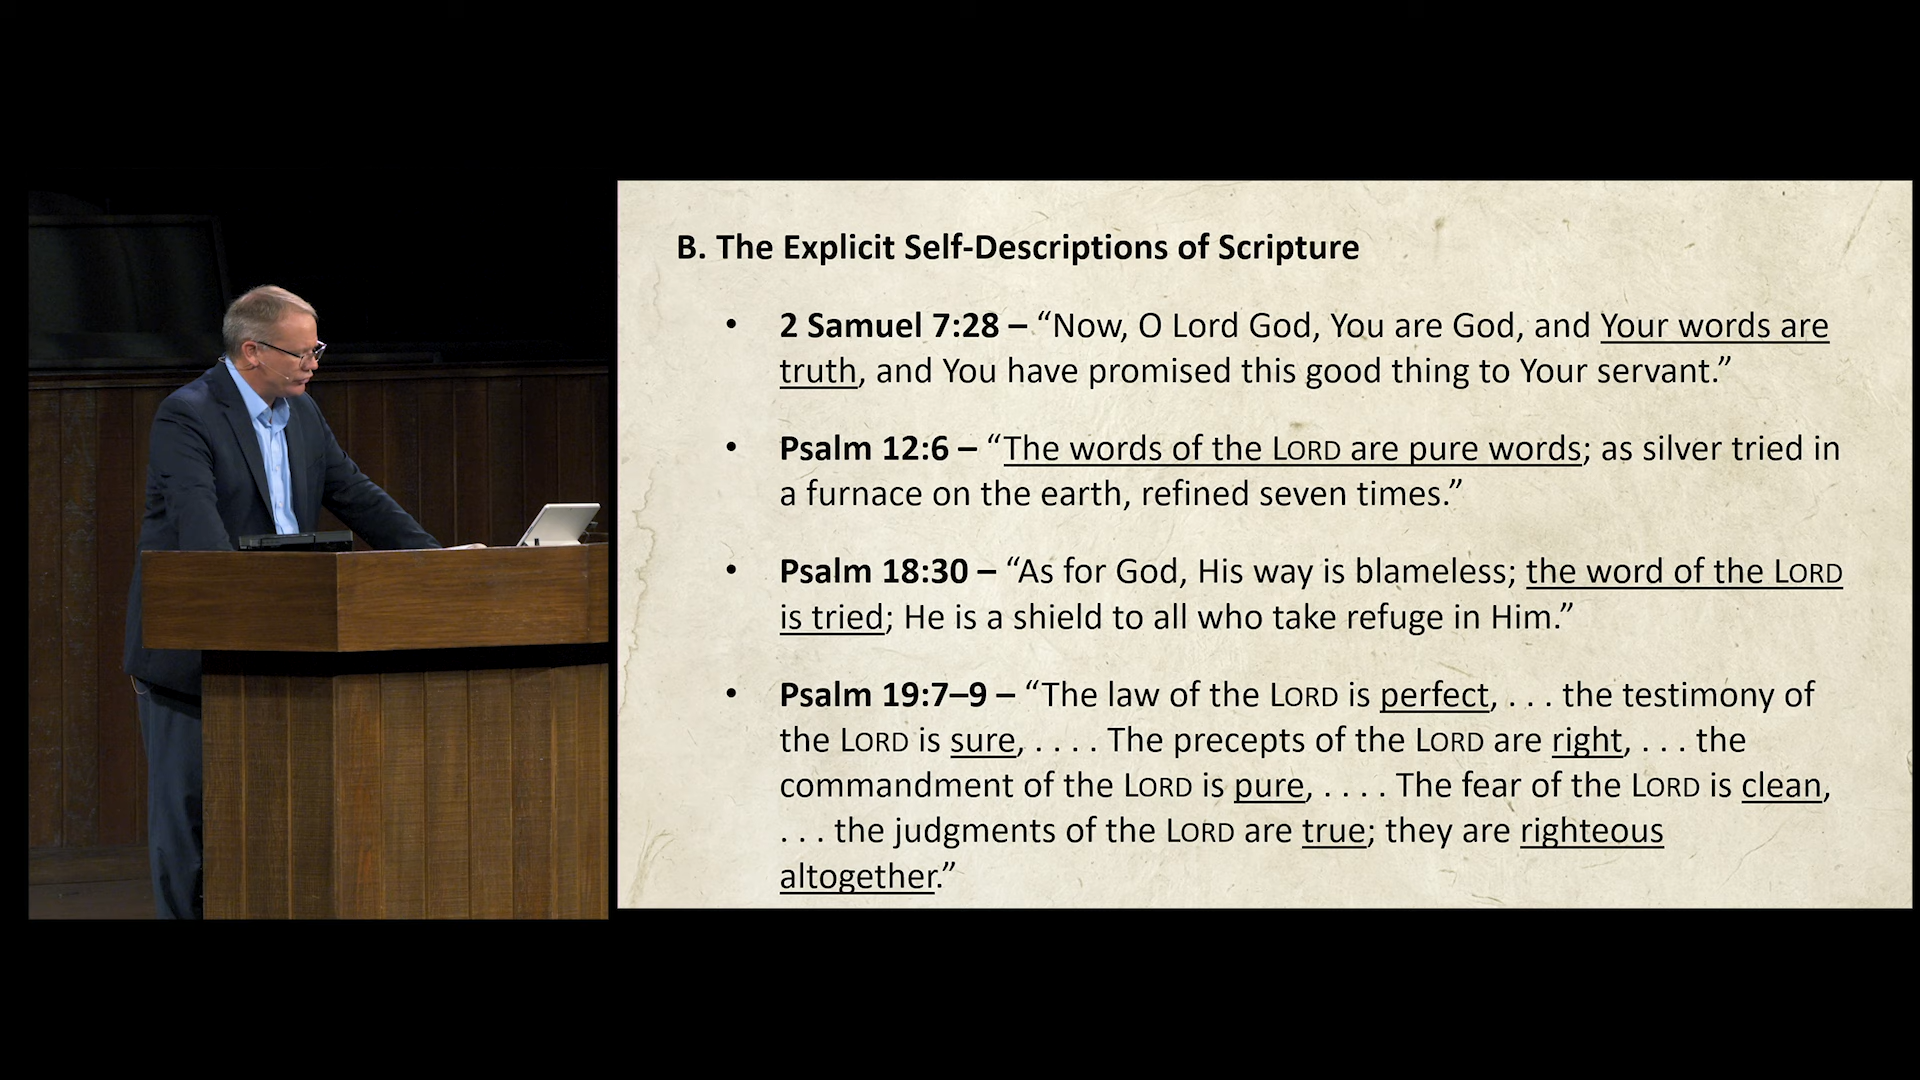 B. The Explicit Self-Descriptions of Scripture
• 2 Samuel 7:28 – “Now, O Lord God, You are God, and Your words are
truth, and You have promised this good thing to Your servant.”
• Psalm 12:6 – “The words of the LORD are pure words; as silver tried in
a furnace on the earth, refined seven times.”
• Psalm 18:30 – “As for God, His way is blameless; the word of the LORD
is tried; He is a shield to all who take refuge in Him.”
• Psalm 19:7–9 – “The law of the LORD is perfect, . . . the testimony of
the LORD is sure, . . . . The precepts of the LORD are right, . . . the
commandment of the LORD is pure, . . . . The fear of the LORD is clean,
. . . the judgments of the LORD are true; they are righteous
altogether.”